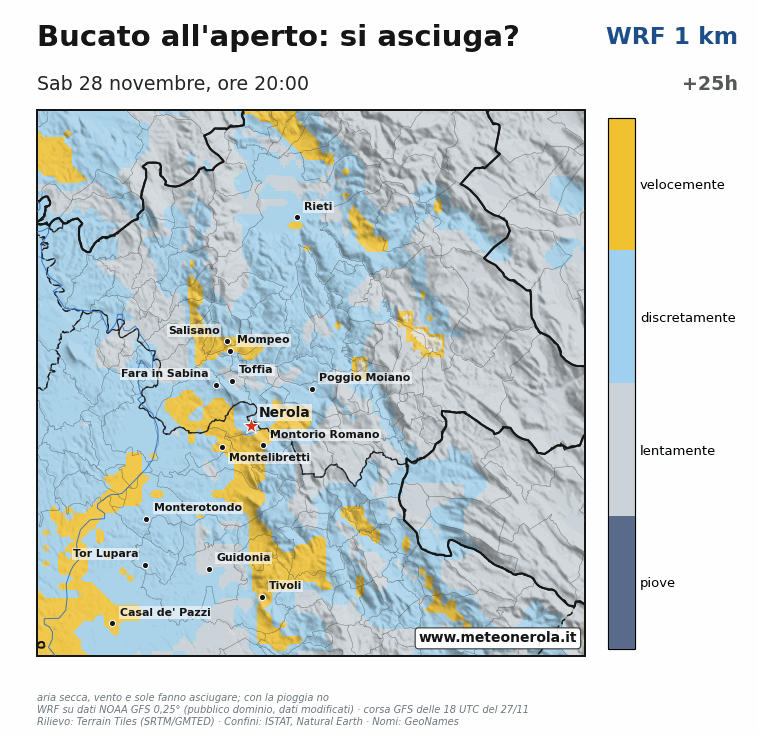 Bucato all'aperto: si asciuga?
WRF 1 km
Sab 28 novembre, ore 20:00
+25h
velocemente
discretamente
lentamente
piove
Rieti
Salisano
Mompeo
Toffia
Fara in Sabina
Poggio Moiano
Nerola
Montorio Romano
Montelibretti
Monterotondo
Tor Lupara
Guidonia
Tivoli
Casal de' Pazzi
www.meteonerola.it
aria secca, vento e sole fanno asciugare; con la pioggia no
WRF su dati NOAA GFS 0,25° (pubblico dominio, dati modificati) · corsa GFS delle 18 UTC del 27/11
Rilievo: Terrain Tiles (SRTM/GMTED) · Confini: ISTAT, Natural Earth · Nomi: GeoNames